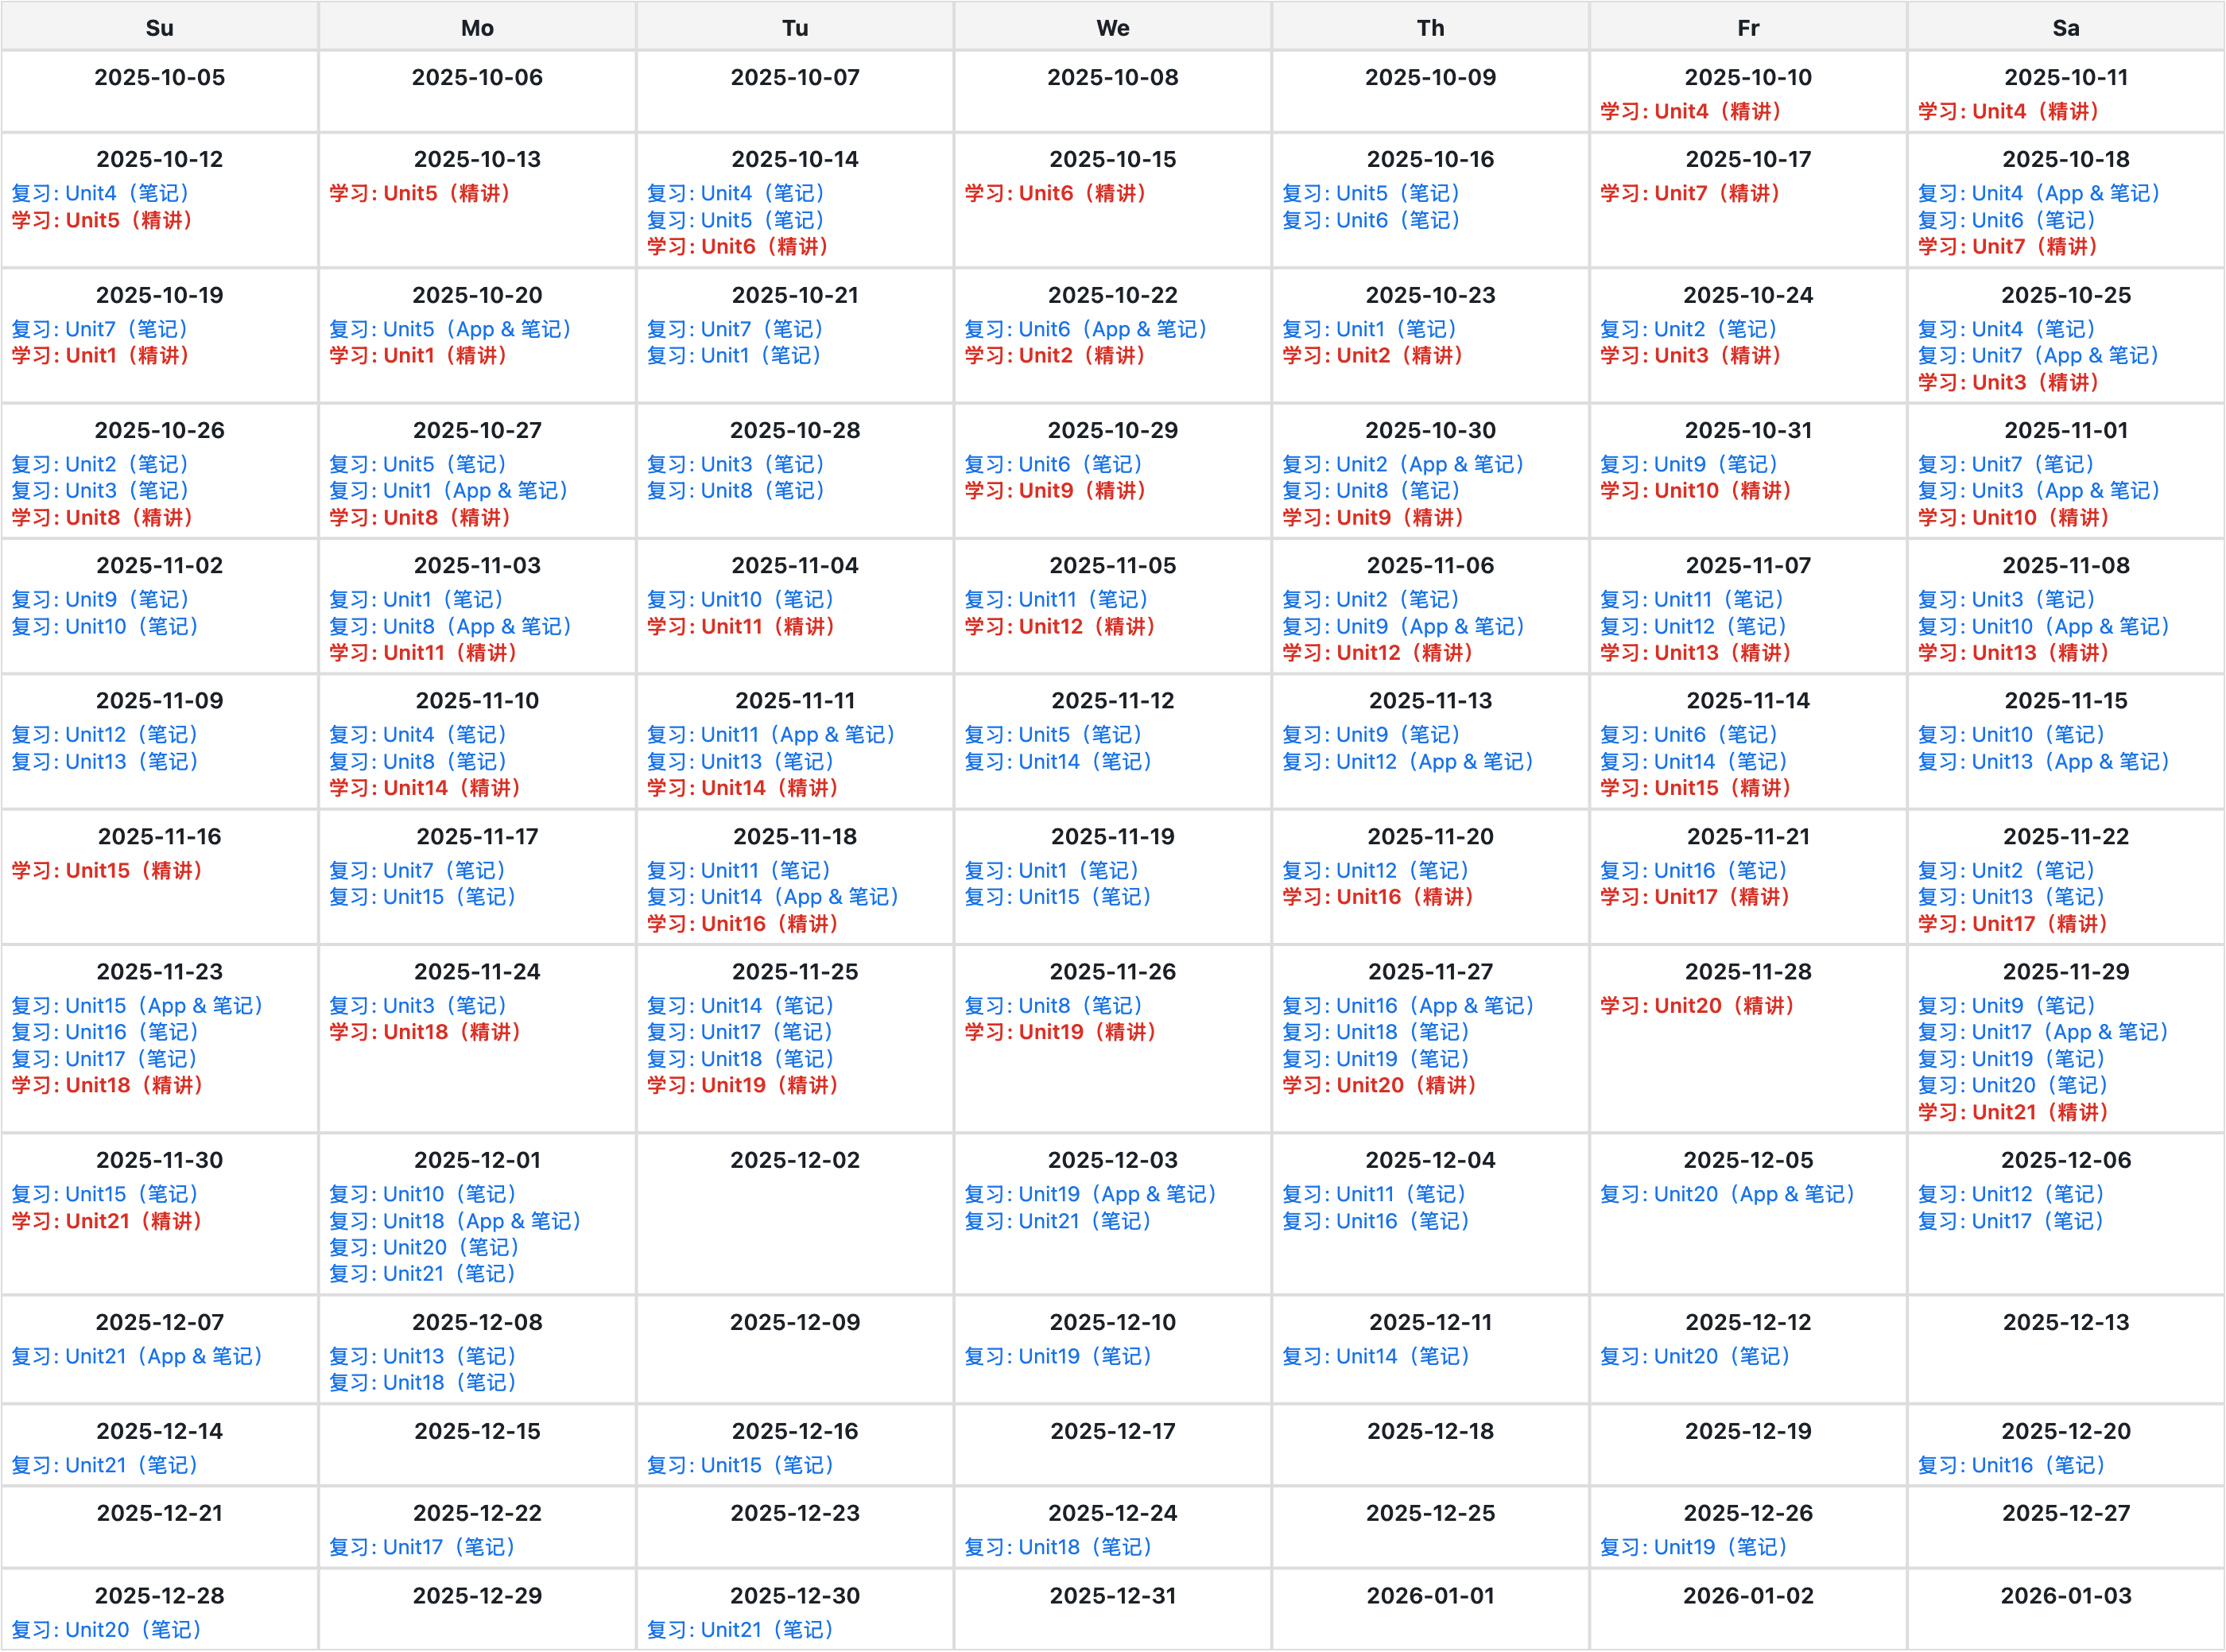 Su
Mo
Tu
We
Th
Fr
Sa
2025-10-05
2025-10-06
2025-10-07
2025-10-08
2025-10-09
2025-10-10
学习: Unit4（精讲）
2025-10-11
学习: Unit4（精讲）
2025-10-12
复习: Unit4（笔记）
学习: Unit5（精讲）
2025-10-13
学习: Unit5（精讲）
2025-10-14
复习: Unit4（笔记）
复习: Unit5（笔记）
学习: Unit6（精讲）
2025-10-15
学习: Unit6（精讲）
2025-10-16
复习: Unit5（笔记）
复习: Unit6（笔记）
2025-10-17
学习: Unit7（精讲）
2025-10-18
复习: Unit4（App & 笔记）
复习: Unit6（笔记）
学习: Unit7（精讲）
2025-10-19
复习: Unit7（笔记）
学习: Unit1（精讲）
2025-10-20
复习: Unit5（App & 笔记）
学习: Unit1（精讲）
2025-10-21
复习: Unit7（笔记）
复习: Unit1（笔记）
2025-10-22
复习: Unit6（App & 笔记）
学习: Unit2（精讲）
2025-10-23
复习: Unit1（笔记）
学习: Unit2（精讲）
2025-10-24
复习: Unit2（笔记）
学习: Unit3（精讲）
2025-10-25
复习: Unit4（笔记）
复习: Unit7（App & 笔记）
学习: Unit3（精讲）
2025-10-26
复习: Unit2（笔记）
复习: Unit3（笔记）
学习: Unit8（精讲）
2025-10-27
复习: Unit5（笔记）
复习: Unit1（App & 笔记）
学习: Unit8（精讲）
2025-10-28
复习: Unit3（笔记）
复习: Unit8（笔记）
2025-10-29
复习: Unit6（笔记）
学习: Unit9（精讲）
2025-10-30
复习: Unit2（App & 笔记）
复习: Unit8（笔记）
学习: Unit9（精讲）
2025-10-31
复习: Unit9（笔记）
学习: Unit10（精讲）
2025-11-01
复习: Unit7（笔记）
复习: Unit3（App & 笔记）
学习: Unit10（精讲）
2025-11-02
复习: Unit9（笔记）
复习: Unit10（笔记）
2025-11-03
复习: Unit1（笔记）
复习: Unit8（App & 笔记）
学习: Unit11（精讲）
2025-11-04
复习: Unit10（笔记）
学习: Unit11（精讲）
2025-11-05
复习: Unit11（笔记）
学习: Unit12（精讲）
2025-11-06
复习: Unit2（笔记）
复习: Unit9（App & 笔记）
学习: Unit12（精讲）
2025-11-07
复习: Unit11（笔记）
复习: Unit12（笔记）
学习: Unit13（精讲）
2025-11-08
复习: Unit3（笔记）
复习: Unit10（App & 笔记）
学习: Unit13（精讲）
2025-11-09
复习: Unit12（笔记）
复习: Unit13（笔记）
2025-11-10
复习: Unit4（笔记）
复习: Unit8（笔记）
学习: Unit14（精讲）
2025-11-11
复习: Unit11（App & 笔记）
复习: Unit13（笔记）
学习: Unit14（精讲）
2025-11-12
复习: Unit5（笔记）
复习: Unit14（笔记）
2025-11-13
复习: Unit9（笔记）
复习: Unit12（App & 笔记）
2025-11-14
复习: Unit6（笔记）
复习: Unit14（笔记）
学习: Unit15（精讲）
2025-11-15
复习: Unit10（笔记）
复习: Unit13（App & 笔记）
2025-11-16
学习: Unit15（精讲）
2025-11-17
复习: Unit7（笔记）
复习: Unit15（笔记）
2025-11-18
复习: Unit11（笔记）
复习: Unit14（App & 笔记）
学习: Unit16（精讲）
2025-11-19
复习: Unit1（笔记）
复习: Unit15（笔记）
2025-11-20
复习: Unit12（笔记）
学习: Unit16（精讲）
2025-11-21
复习: Unit16（笔记）
学习: Unit17（精讲）
2025-11-22
复习: Unit2（笔记）
复习: Unit13（笔记）
学习: Unit17（精讲）
2025-11-23
复习: Unit15（App & 笔记）
复习: Unit16（笔记）
复习: Unit17（笔记）
学习: Unit18（精讲）
2025-11-24
复习: Unit3（笔记）
学习: Unit18（精讲）
2025-11-25
复习: Unit14（笔记）
复习: Unit17（笔记）
复习: Unit18（笔记）
学习: Unit19（精讲）
2025-11-26
复习: Unit8（笔记）
学习: Unit19（精讲）
2025-11-27
复习: Unit16（App & 笔记）
复习: Unit18（笔记）
复习: Unit19（笔记）
学习: Unit20（精讲）
2025-11-28
学习: Unit20（精讲）
2025-11-29
复习: Unit9（笔记）
复习: Unit17（App & 笔记）
复习: Unit19（笔记）
复习: Unit20（笔记）
学习: Unit21（精讲）
2025-11-30
复习: Unit15（笔记）
学习: Unit21（精讲）
2025-12-01
复习: Unit10（笔记）
复习: Unit18（App & 笔记）
复习: Unit20（笔记）
复习: Unit21（笔记）
2025-12-02
2025-12-03
复习: Unit19（App & 笔记）
复习: Unit21（笔记）
2025-12-04
复习: Unit11（笔记）
复习: Unit16（笔记）
2025-12-05
复习: Unit20（App & 笔记）
2025-12-06
复习: Unit12（笔记）
复习: Unit17（笔记）
2025-12-07
复习: Unit21（App & 笔记）
2025-12-08
复习: Unit13（笔记）
复习: Unit18（笔记）
2025-12-09
2025-12-10
复习: Unit19（笔记）
2025-12-11
复习: Unit14（笔记）
2025-12-12
复习: Unit20（笔记）
2025-12-13
2025-12-14
复习: Unit21（笔记）
2025-12-15
2025-12-16
复习: Unit15（笔记）
2025-12-17
2025-12-18
2025-12-19
2025-12-20
复习: Unit16（笔记）
2025-12-21
2025-12-22
复习: Unit17（笔记）
2025-12-23
2025-12-24
复习: Unit18（笔记）
2025-12-25
2025-12-26
复习: Unit19（笔记）
2025-12-27
2025-12-28
复习: Unit20（笔记）
2025-12-29
2025-12-30
复习: Unit21（笔记）
2025-12-31
2026-01-01
2026-01-02
2026-01-03